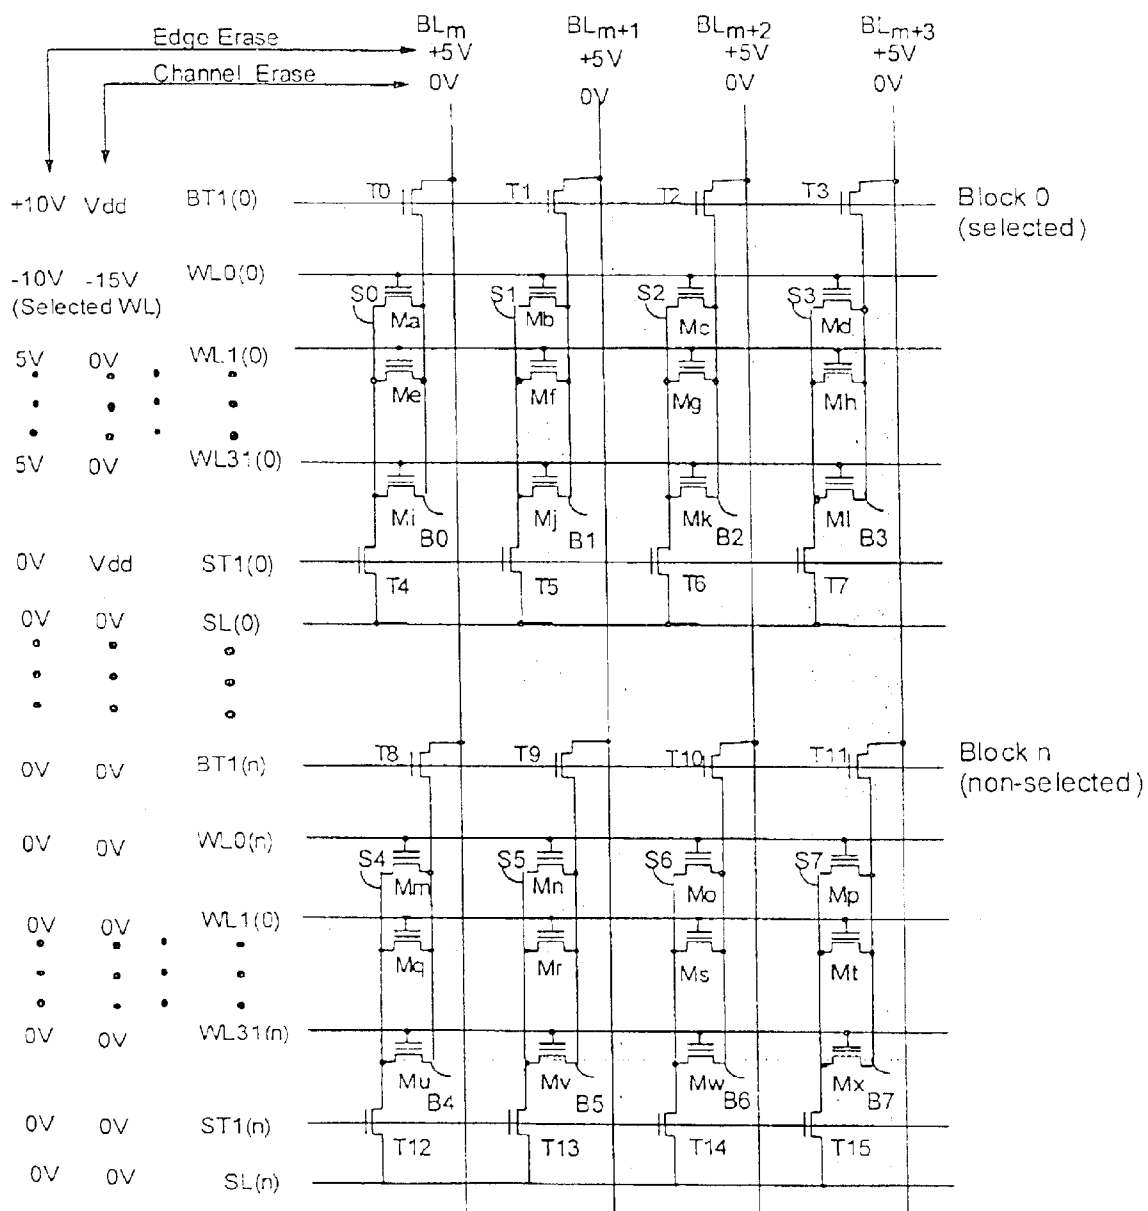 BLm BLm+1 BLm+2 BLm+3
Edge Erase +5V +5V +5V +5V
Channel Erase 0V 0V 0V 0V
+10V Vdd BT1(0) T0 T1 T2 T3 Block 0
(selected)
-10V -15V WL0(0) S0 S1 S2 S3
(Selected WL) Ma Mb Mc Md
5V 0V WL1(0)
Me Mf Mg Mh
5V 0V WL31(0)
Mi B0 Mj B1 Mk B2 Ml B3
0V Vdd ST1(0) T4 T5 T6 T7
0V 0V SL(0)
0V 0V BT1(n) T8 T9 T10 T11 Block n
(non-selected)
0V 0V WL0(n) S4 S5 S6 S7
Mm Mn Mo Mp
0V 0V WL1(0)
Mq Mr Ms Mt
0V 0V WL31(n)
Mu B4 Mv B5 Mw B6 Mx B7
0V 0V ST1(n) T12 T13 T14 T15
0V 0V SL(n)